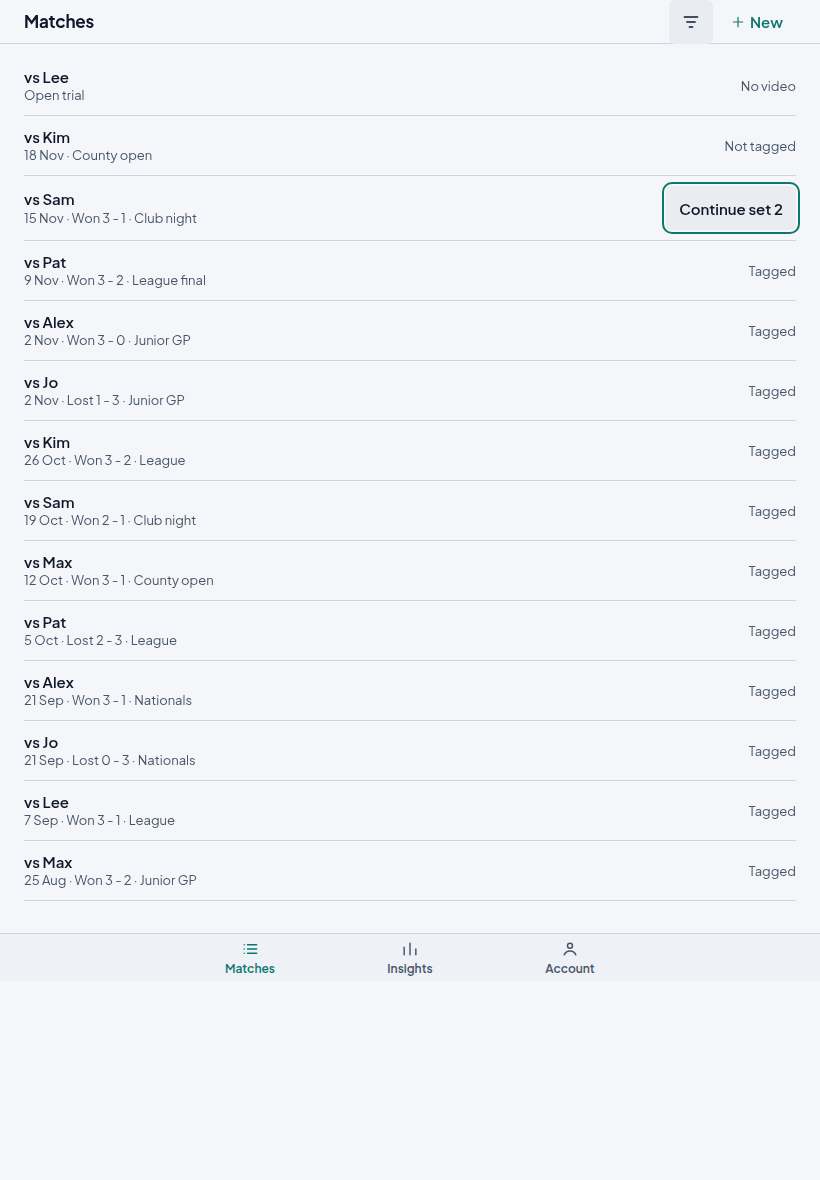 Matches
+ New
vs Lee
Open trial
No video
vs Kim
18 Nov · County open
Not tagged
vs Sam
15 Nov · Won 3 - 1 · Club night
Continue set 2
vs Pat
9 Nov · Won 3 - 2 · League final
Tagged
vs Alex
2 Nov · Won 3 - 0 · Junior GP
Tagged
vs Jo
2 Nov · Lost 1 - 3 · Junior GP
Tagged
vs Kim
26 Oct · Won 3 - 2 · League
Tagged
vs Sam
19 Oct · Won 2 - 1 · Club night
Tagged
vs Max
12 Oct · Won 3 - 1 · County open
Tagged
vs Pat
5 Oct · Lost 2 - 3 · League
Tagged
vs Alex
21 Sep · Won 3 - 1 · Nationals
Tagged
vs Jo
21 Sep · Lost 0 - 3 · Nationals
Tagged
vs Lee
7 Sep · Won 3 - 1 · League
Tagged
vs Max
25 Aug · Won 3 - 2 · Junior GP
Tagged
Matches
Insights
Account